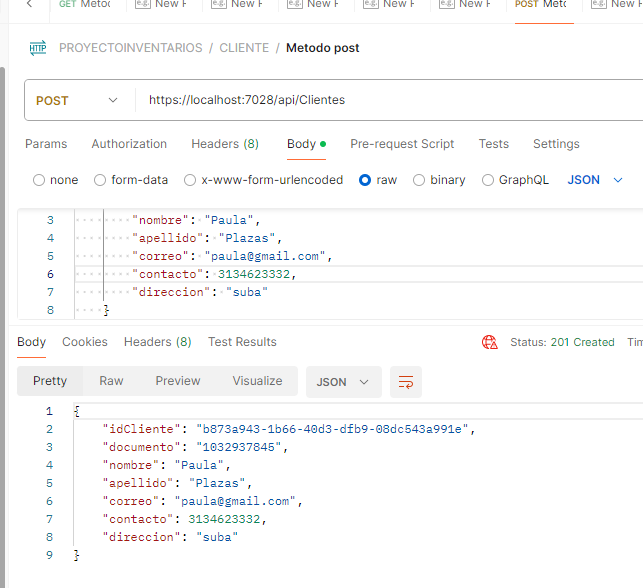 GET Metoc New F New F New F New F New F POST Metc New F
HTTP PROYECTOINVENTARIOS / CLIENTE / Metodo post
POST https://localhost:7028/api/Clientes
Params Authorization Headers (8) Body Pre-request Script Tests Settings
none form-data x-www-form-urlencoded raw binary GraphQL JSON
3 "nombre": "Paula",
4 "apellido": "Plazas",
5 "correo": "paula@gmail.com",
6 "contacto": 3134623332,
7 "direccion": "suba"
8 }
Body Cookies Headers (8) Test Results Status: 201 Created Tim
Pretty Raw Preview Visualize JSON
1 {
2 "idCliente": "b873a943-1b66-40d3-dfb9-08dc543a991e",
3 "documento": "1032937845",
4 "nombre": "Paula",
5 "apellido": "Plazas",
6 "correo": "paula@gmail.com",
7 "contacto": 3134623332,
8 "direccion": "suba"
9 }